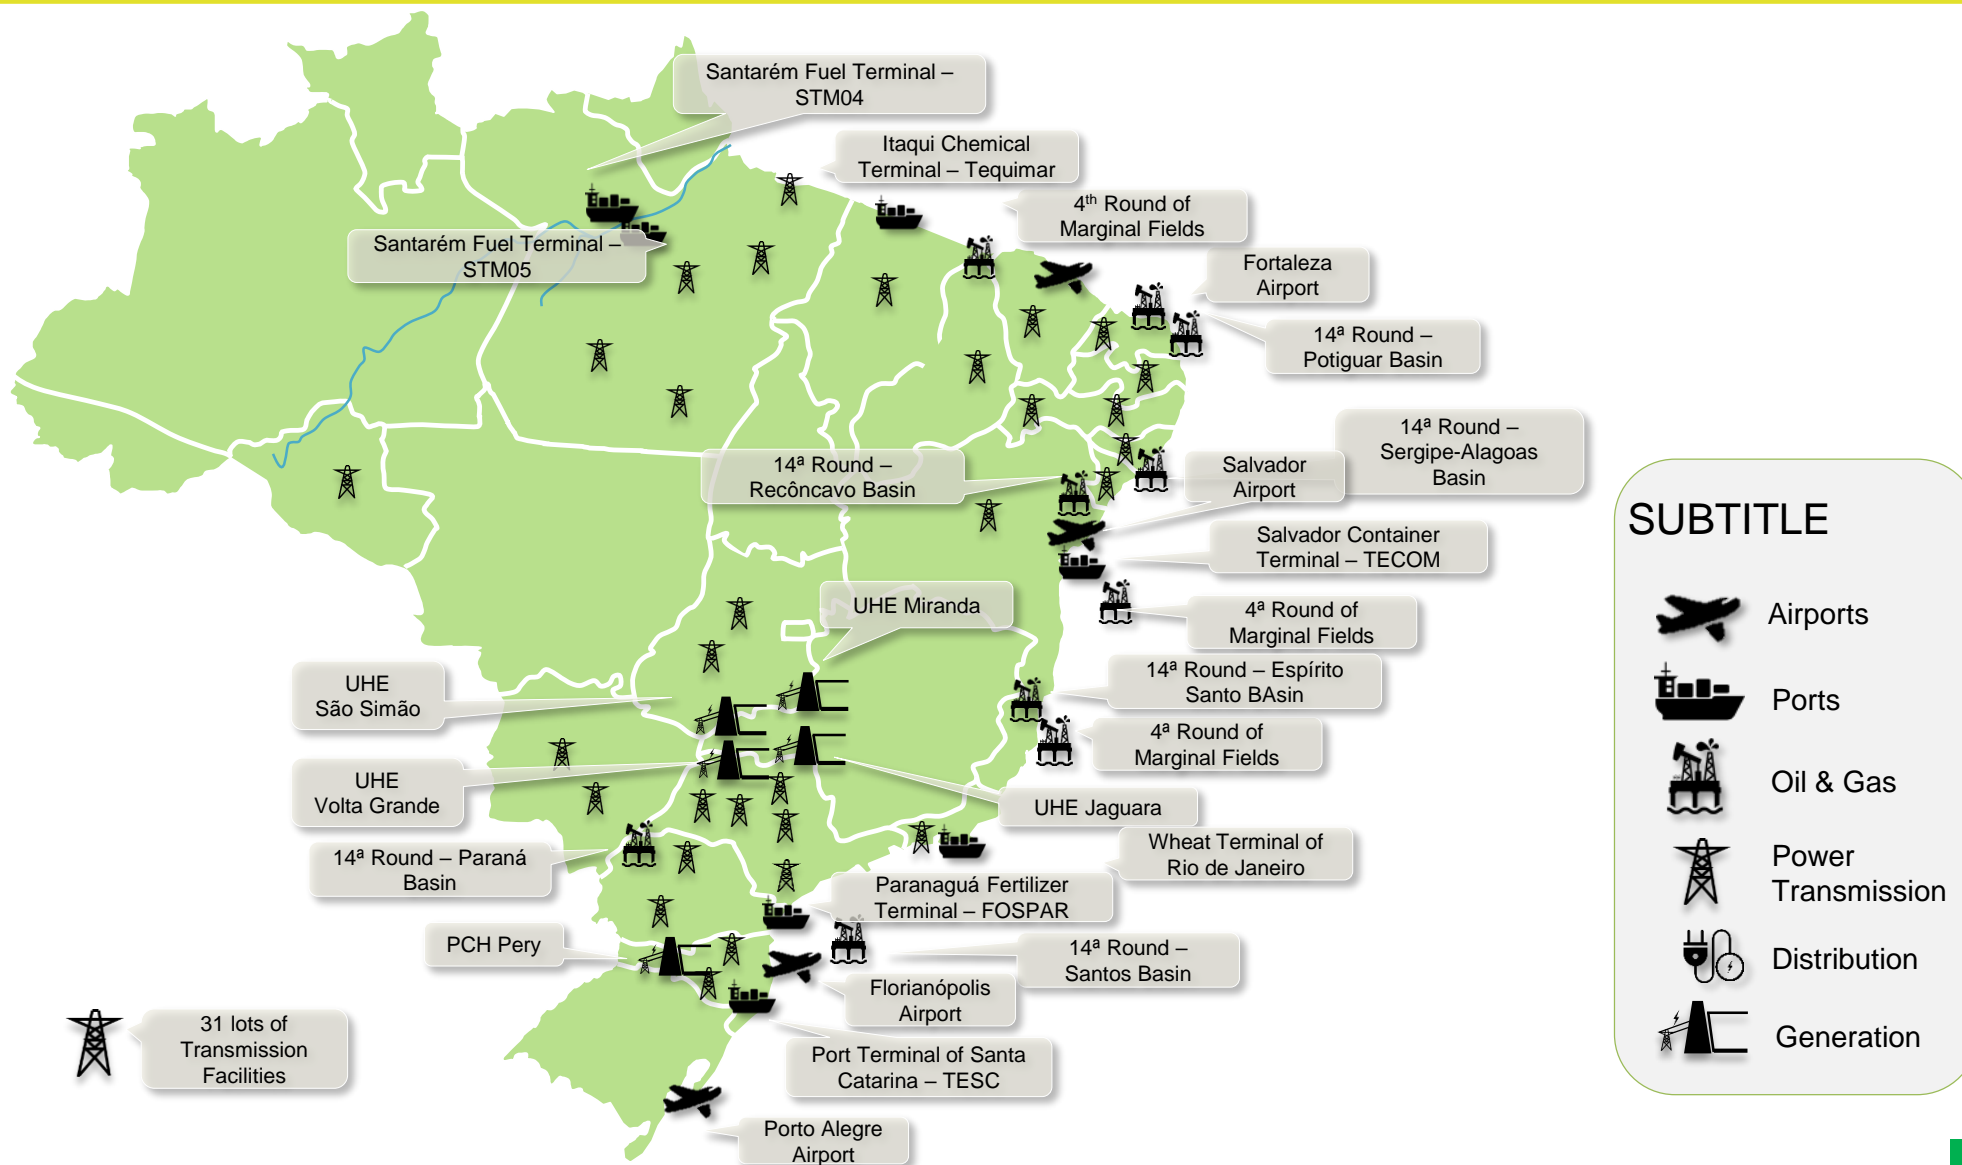 Santarém Fuel Terminal –
STM04
Itaqui Chemical
Terminal – Tequimar
4th Round of
Marginal Fields
Santarém Fuel Terminal –
STM05
Fortaleza
Airport
14ª Round –
Potiguar Basin
14ª Round –
Sergipe-Alagoas
Basin
14ª Round –
Recôncavo Basin
Salvador
Airport
Salvador Container
Terminal – TECOM
UHE Miranda
4ª Round of
Marginal Fields
UHE
São Simão
14ª Round – Espírito
Santo BAsin
4ª Round of
Marginal Fields
UHE
Volta Grande
UHE Jaguara
14ª Round – Paraná
Basin
Wheat Terminal of
Rio de Janeiro
Paranaguá Fertilizer
Terminal – FOSPAR
PCH Pery
14ª Round –
Santos Basin
Florianópolis
Airport
31 lots of
Transmission
Facilities
Port Terminal of Santa
Catarina – TESC
Porto Alegre
Airport
SUBTITLE
Airports
Ports
Oil & Gas
Power
Transmission
Distribution
Generation